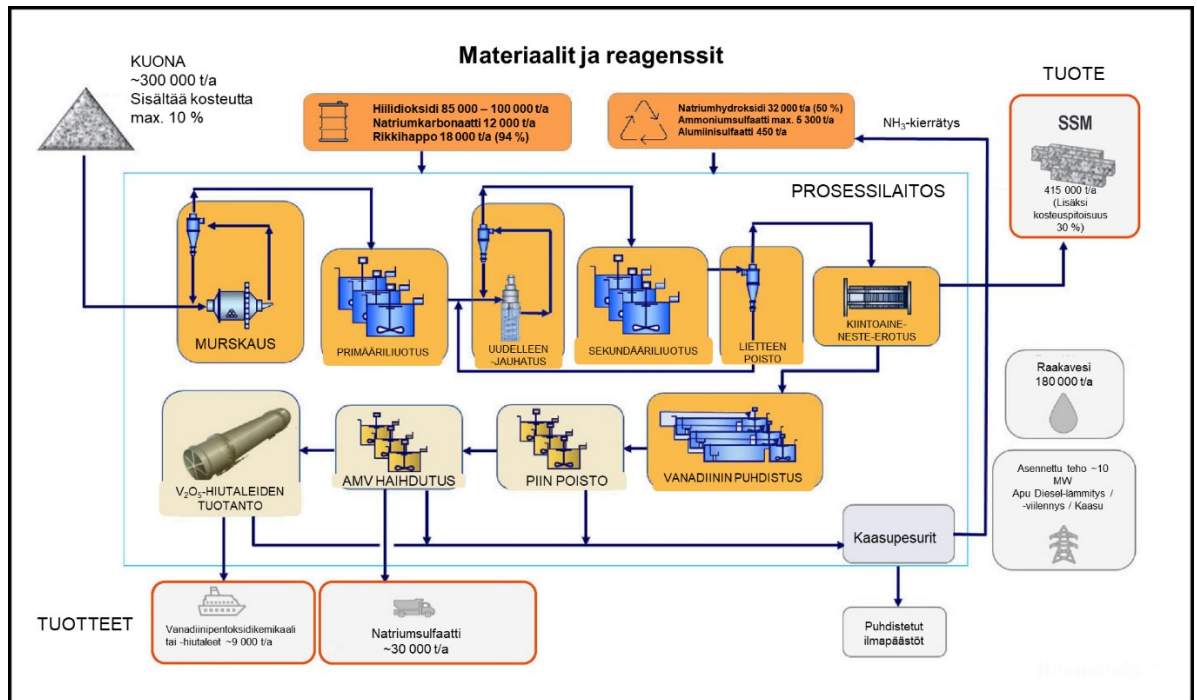 Materiaalit ja reagenssit
KUONA
~300 000 t/a
Sisältää kosteutta
max. 10 %
Hiilidioksidi 85 000 – 100 000 t/a
Natriumkarbonaatti 12 000 t/a
Rikkihappo 18 000 t/a (94 %)
Natriumhydroksidi 32 000 t/a (50 %)
Ammoniumsulfaatti max. 5 300 t/a
Alumiinisulfaatti 450 t/a
NH₃-kierrätys
TUOTE
SSM
415 000 t/a
(Lisäksi
kosteuspitoisuus
30 %)
PROSESSILAITOS
MURSKAUS
PRIMÄÄRILIUOTUS
UUDELLEEN
-JAUHATUS
SEKUNDÄÄRILIUOTUS
LIETTEEN
POISTO
KIINTOAINE-
NESTE-EROTUS
Raakavesi
180 000 t/a
V₂O₅-HIUTALEIDEN
TUOTANTO
AMV HAIHDUTUS
PIIN POISTO
VANADIININ PUHDISTUS
Asennettu teho ~10
MW
Apu Diesel-lämmitys /
-viilennys / Kaasu
Kaasupesurit
TUOTTEET
Vanadiinipentoksidikemikaali
tai -hiutaleet ~9 000 t/a
Natriumsulfaatti
~30 000 t/a
Puhdistetut
ilmapäästöt